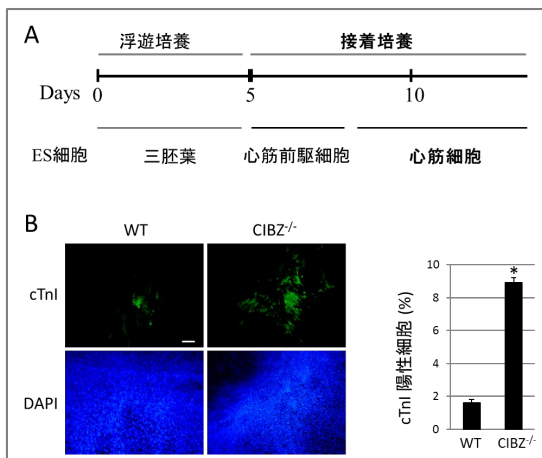 A
浮遊培養 接着培養
Days 0 5 10
ES細胞 三胚葉 心筋前駆細胞 心筋細胞
B
WT CIBZ-/-
cTnI
DAPI
cTnI 陽性細胞 (%)
10
8
6
4
2
0
*
WT CIBZ-/-